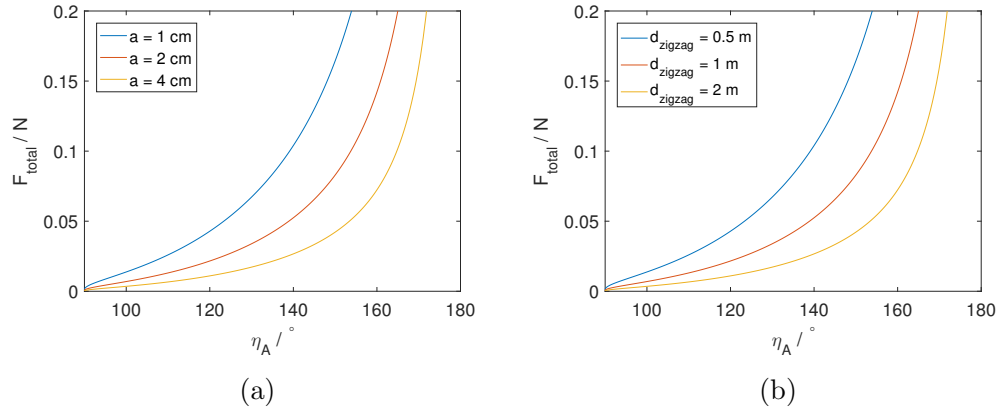 0.2
0.15
0.1
0.05
0
F_total / N
a = 1 cm
a = 2 cm
a = 4 cm
100 120 140 160 180
η_A / °
(a)
0.2
0.15
0.1
0.05
0
F_total / N
d_zigzag = 0.5 m
d_zigzag = 1 m
d_zigzag = 2 m
100 120 140 160 180
η_A / °
(b)